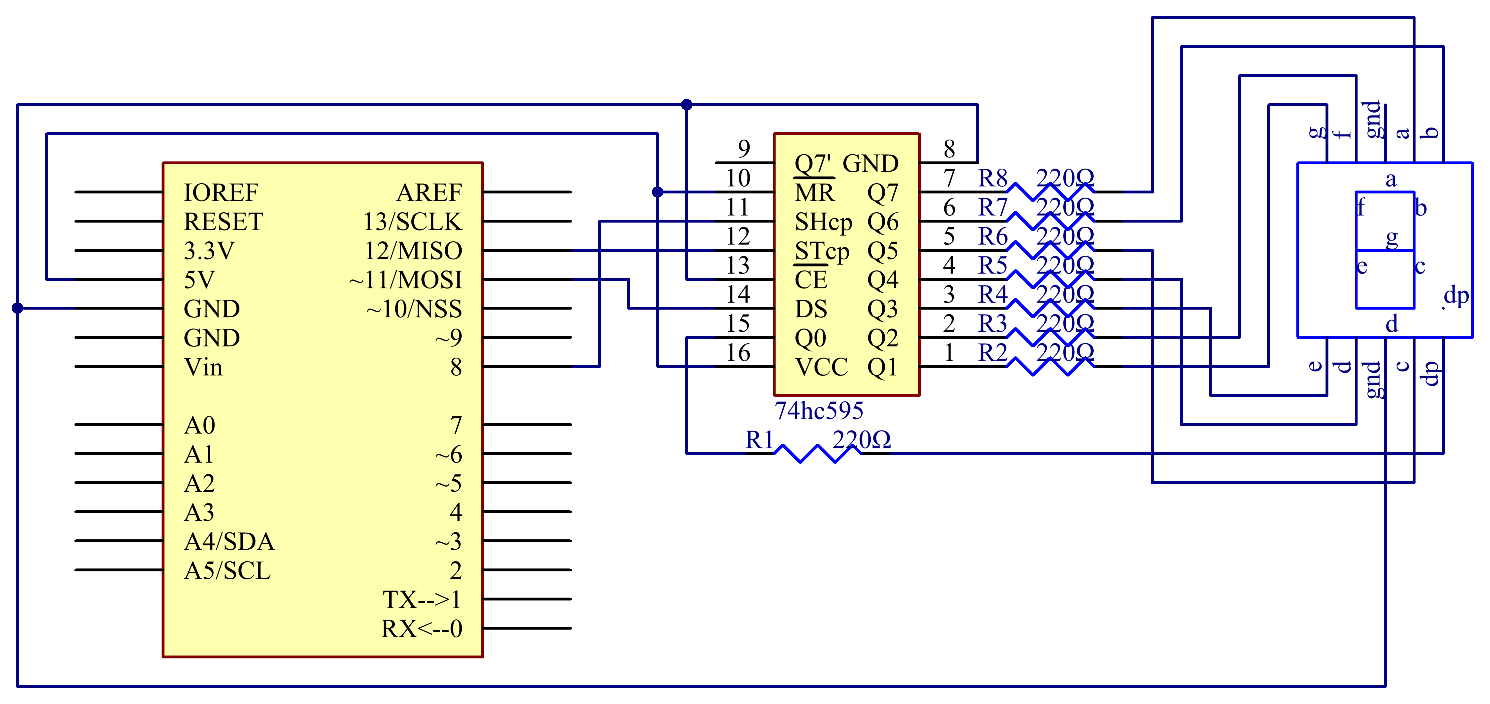 IOREF
RESET
3.3V
5V
GND
GND
Vin
A0
A1
A2
A3
A4/SDA
A5/SCL
AREF
13/SCLK
12/MISO
~11/MOSI
~10/NSS
~9
8
7
~6
~5
4
~3
2
TX-->1
RX<--0
9 Q7' GND 8
10 MR Q7 7
11 SHcp Q6 6
12 STcp Q5 5
13 CE Q4 4
14 DS Q3 3
15 Q0 Q2 2
16 VCC Q1 1
74hc595
R1 220Ω
R8 220Ω
R7 220Ω
R6 220Ω
R5 220Ω
R4 220Ω
R3 220Ω
R2 220Ω
g f gnd a b
a
f b
g
e c
dp
d
e d gnd c dp